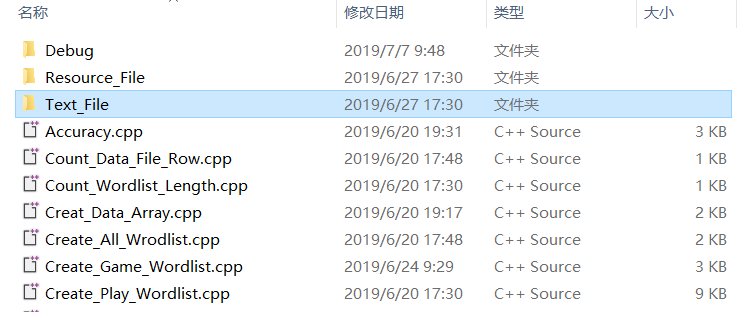 名称 修改日期 类型 大小
Debug 2019/7/7 9:48 文件夹
Resource_File 2019/6/27 17:30 文件夹
Text_File 2019/6/27 17:30 文件夹
Accuracy.cpp 2019/6/20 19:31 C++ Source 3 KB
Count_Data_File_Row.cpp 2019/6/20 17:48 C++ Source 1 KB
Count_Wordlist_Length.cpp 2019/6/20 17:30 C++ Source 1 KB
Creat_Data_Array.cpp 2019/6/20 19:17 C++ Source 2 KB
Create_All_Wrodlist.cpp 2019/6/20 17:48 C++ Source 2 KB
Create_Game_Wordlist.cpp 2019/6/24 9:29 C++ Source 3 KB
Create_Play_Wordlist.cpp 2019/6/20 17:30 C++ Source 9 KB